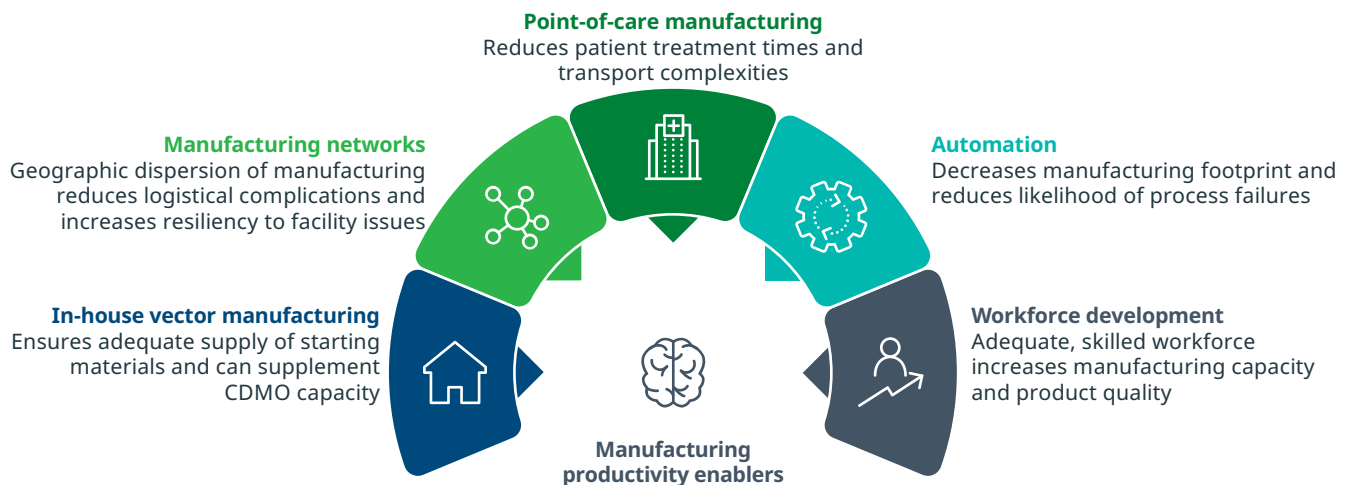 Point-of-care manufacturing
Reduces patient treatment times and
transport complexities
Manufacturing networks
Geographic dispersion of manufacturing
reduces logistical complications and
increases resiliency to facility issues
Automation
Decreases manufacturing footprint and
reduces likelihood of process failures
In-house vector manufacturing
Ensures adequate supply of starting
materials and can supplement
CDMO capacity
Workforce development
Adequate, skilled workforce
increases manufacturing capacity
and product quality
Manufacturing
productivity enablers